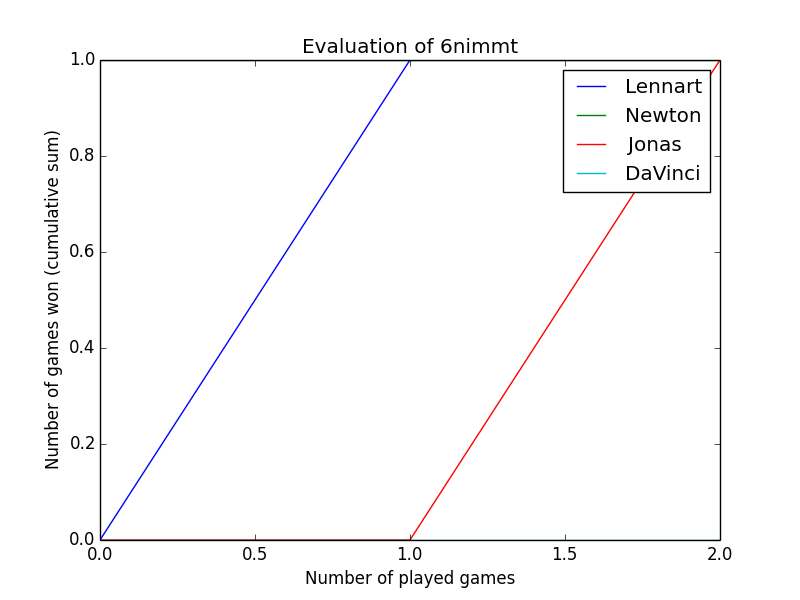 Evaluation of 6nimmt
Number of games won (cumulative sum)
1.0
0.8
0.6
0.4
0.2
0.0
Lennart
Newton
Jonas
DaVinci
0.0 0.5 1.0 1.5 2.0
Number of played games